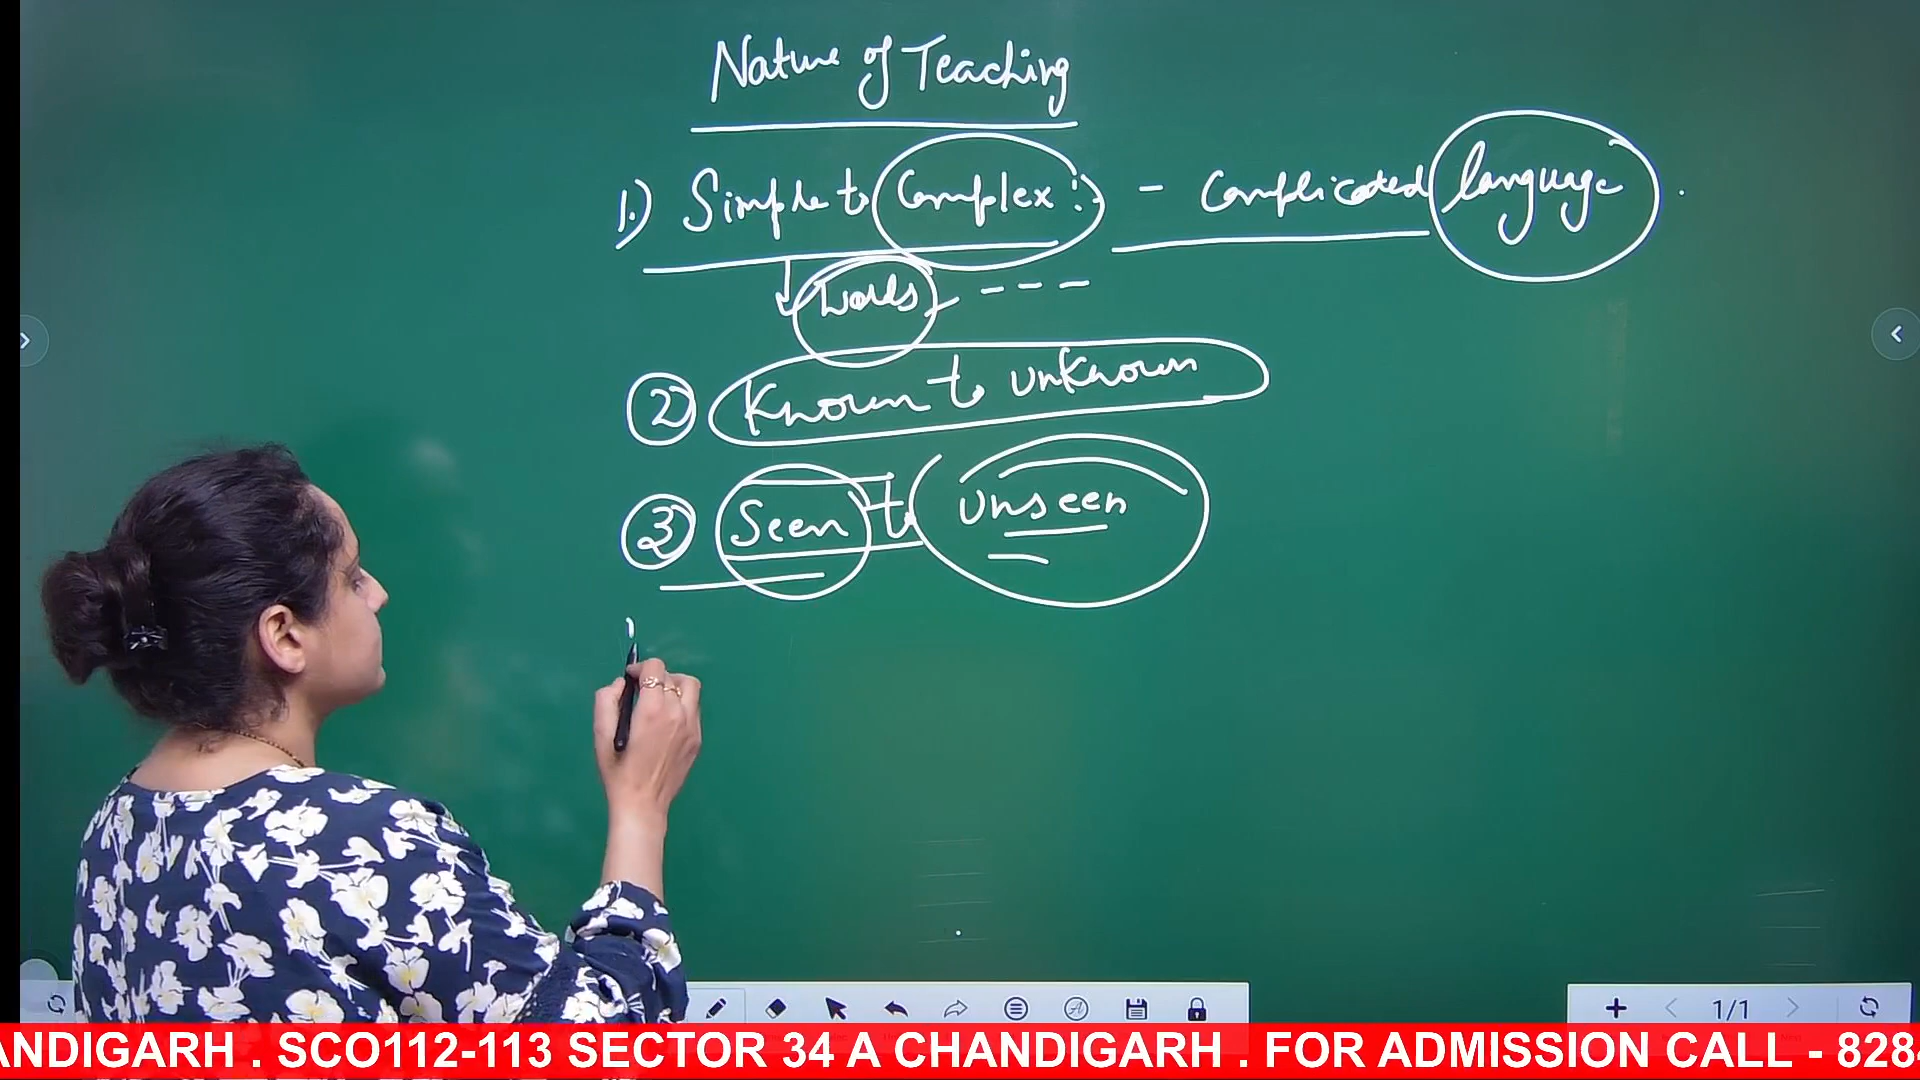 Nature of Teaching
1.) Simple to Complex :- - Complicated language.
words - - - -
② Known to unknown
③ Seen to unseen
1/1
ANDIGARH . SCO112-113 SECTOR 34 A CHANDIGARH . FOR ADMISSION CALL - 828